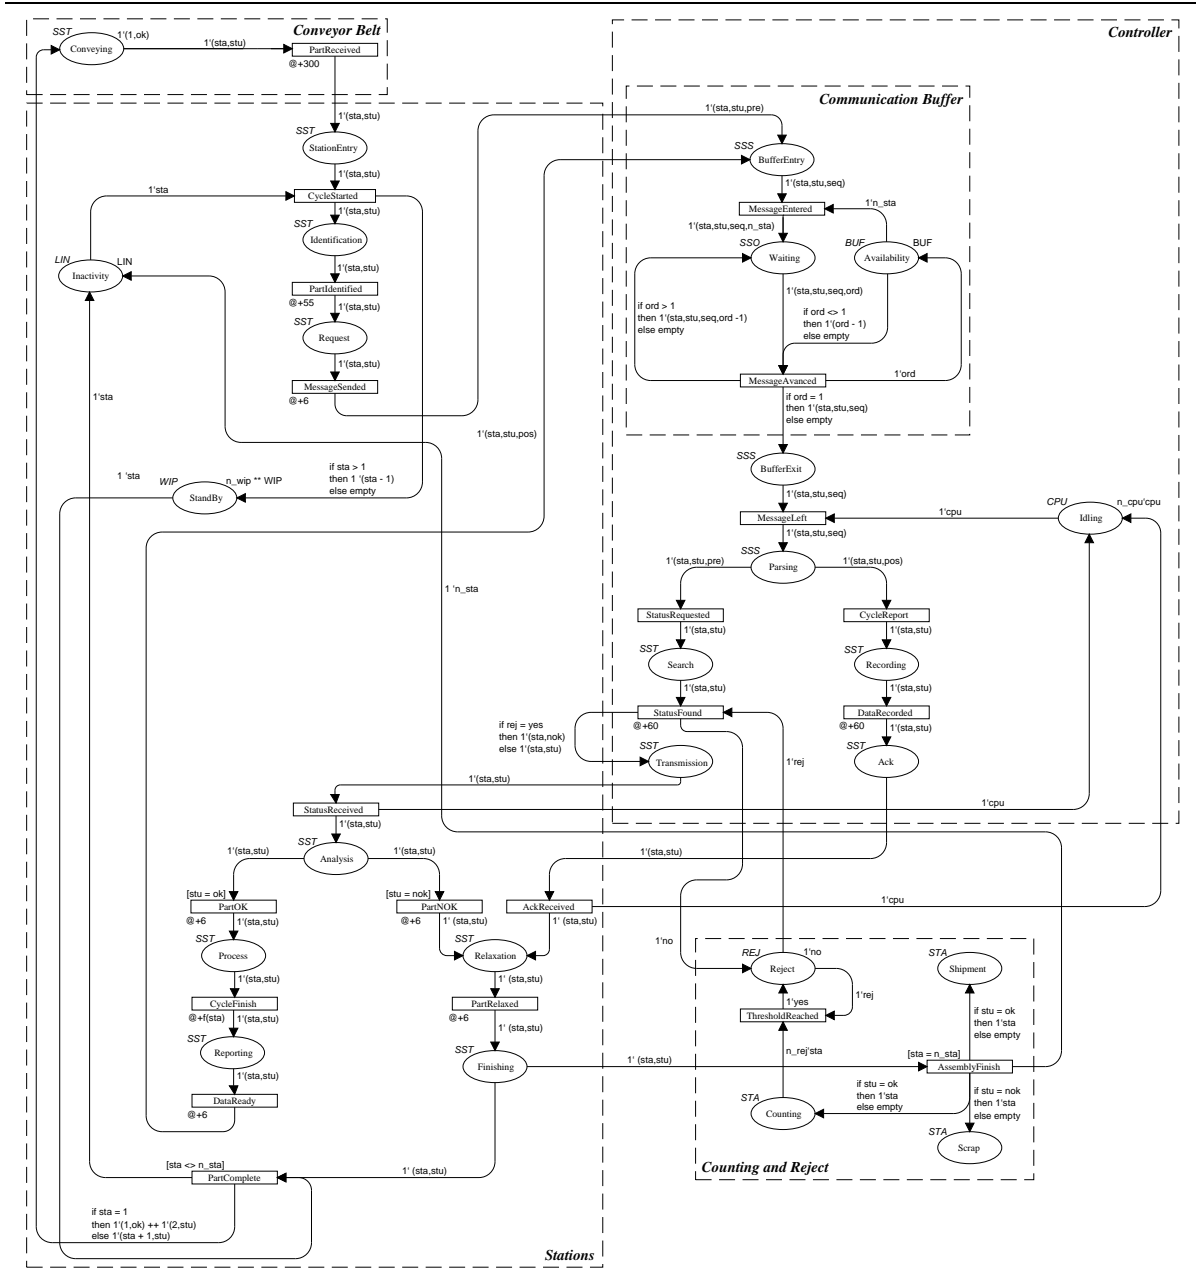 Conveyor Belt
SST
Conveying
1'(1,ok)
1'(sta,stu)
PartReceived
@+300
1'(sta,stu)
SST
StationEntry
1'(sta,stu)
1'sta
CycleStarted
1'(sta,stu)
SST
Identification
1'(sta,stu)
LIN
Inactivity
LIN
PartIdentified
@+55
1'(sta,stu)
SST
Request
1'(sta,stu)
MessageSended
@+6
1'sta
1'(sta,stu,pos)
1 'sta
WIP
StandBy
n_wip ** WIP
if sta > 1
then 1 '(sta - 1)
else empty
1 'n_sta
Controller
Communication Buffer
1'(sta,stu,pre)
SSS
BufferEntry
1'(sta,stu,seq)
MessageEntered
1'n_sta
1'(sta,stu,seq,n_sta)
SSO
Waiting
BUF
Availability
BUF
1'(sta,stu,seq,ord)
if ord > 1
then 1'(sta,stu,seq,ord -1)
else empty
if ord <> 1
then 1'(ord - 1)
else empty
MessageAvanced
1'ord
if ord = 1
then 1'(sta,stu,seq)
else empty
SSS
BufferExit
1'(sta,stu,seq)
MessageLeft
1'cpu
CPU
Idling
n_cpu'cpu
1'(sta,stu,seq)
SSS
Parsing
1'(sta,stu,pre)
1'(sta,stu,pos)
StatusRequested
1'(sta,stu)
SST
Search
1'(sta,stu)
StatusFound
@+60
CycleReport
1'(sta,stu)
SST
Recording
1'(sta,stu)
DataRecorded
@+60
1'(sta,stu)
SST
Ack
if rej = yes
then 1'(sta,nok)
else 1'(sta,stu)
SST
Transmission
1'rej
1'(sta,stu)
StatusReceived
1'cpu
1'(sta,stu)
SST
Analysis
1'(sta,stu)
1'(sta,stu)
1'(sta,stu)
[stu = ok]
PartOK
@+6
1'(sta,stu)
[stu = nok]
PartNOK
@+6
1' (sta,stu)
AckReceived
1' (sta,stu)
1'cpu
SST
Process
1'(sta,stu)
CycleFinish
@+f(sta)
1'(sta,stu)
SST
Reporting
1'(sta,stu)
DataReady
@+6
SST
Relaxation
1' (sta,stu)
PartRelaxed
@+6
1' (sta,stu)
SST
Finishing
1' (sta,stu)
1' (sta,stu)
[sta <> n_sta]
PartComplete
if sta = 1
then 1'(1,ok) ++ 1'(2,stu)
else 1'(sta + 1,stu)
Stations
1'no
REJ
Reject
1'no
1'rej
1'yes
ThresholdReached
n_rej'sta
STA
Counting
STA
Shipment
if stu = ok
then 1'sta
else empty
[sta = n_sta]
AssemblyFinish
if stu = ok
then 1'sta
else empty
if stu = nok
then 1'sta
else empty
STA
Scrap
Counting and Reject